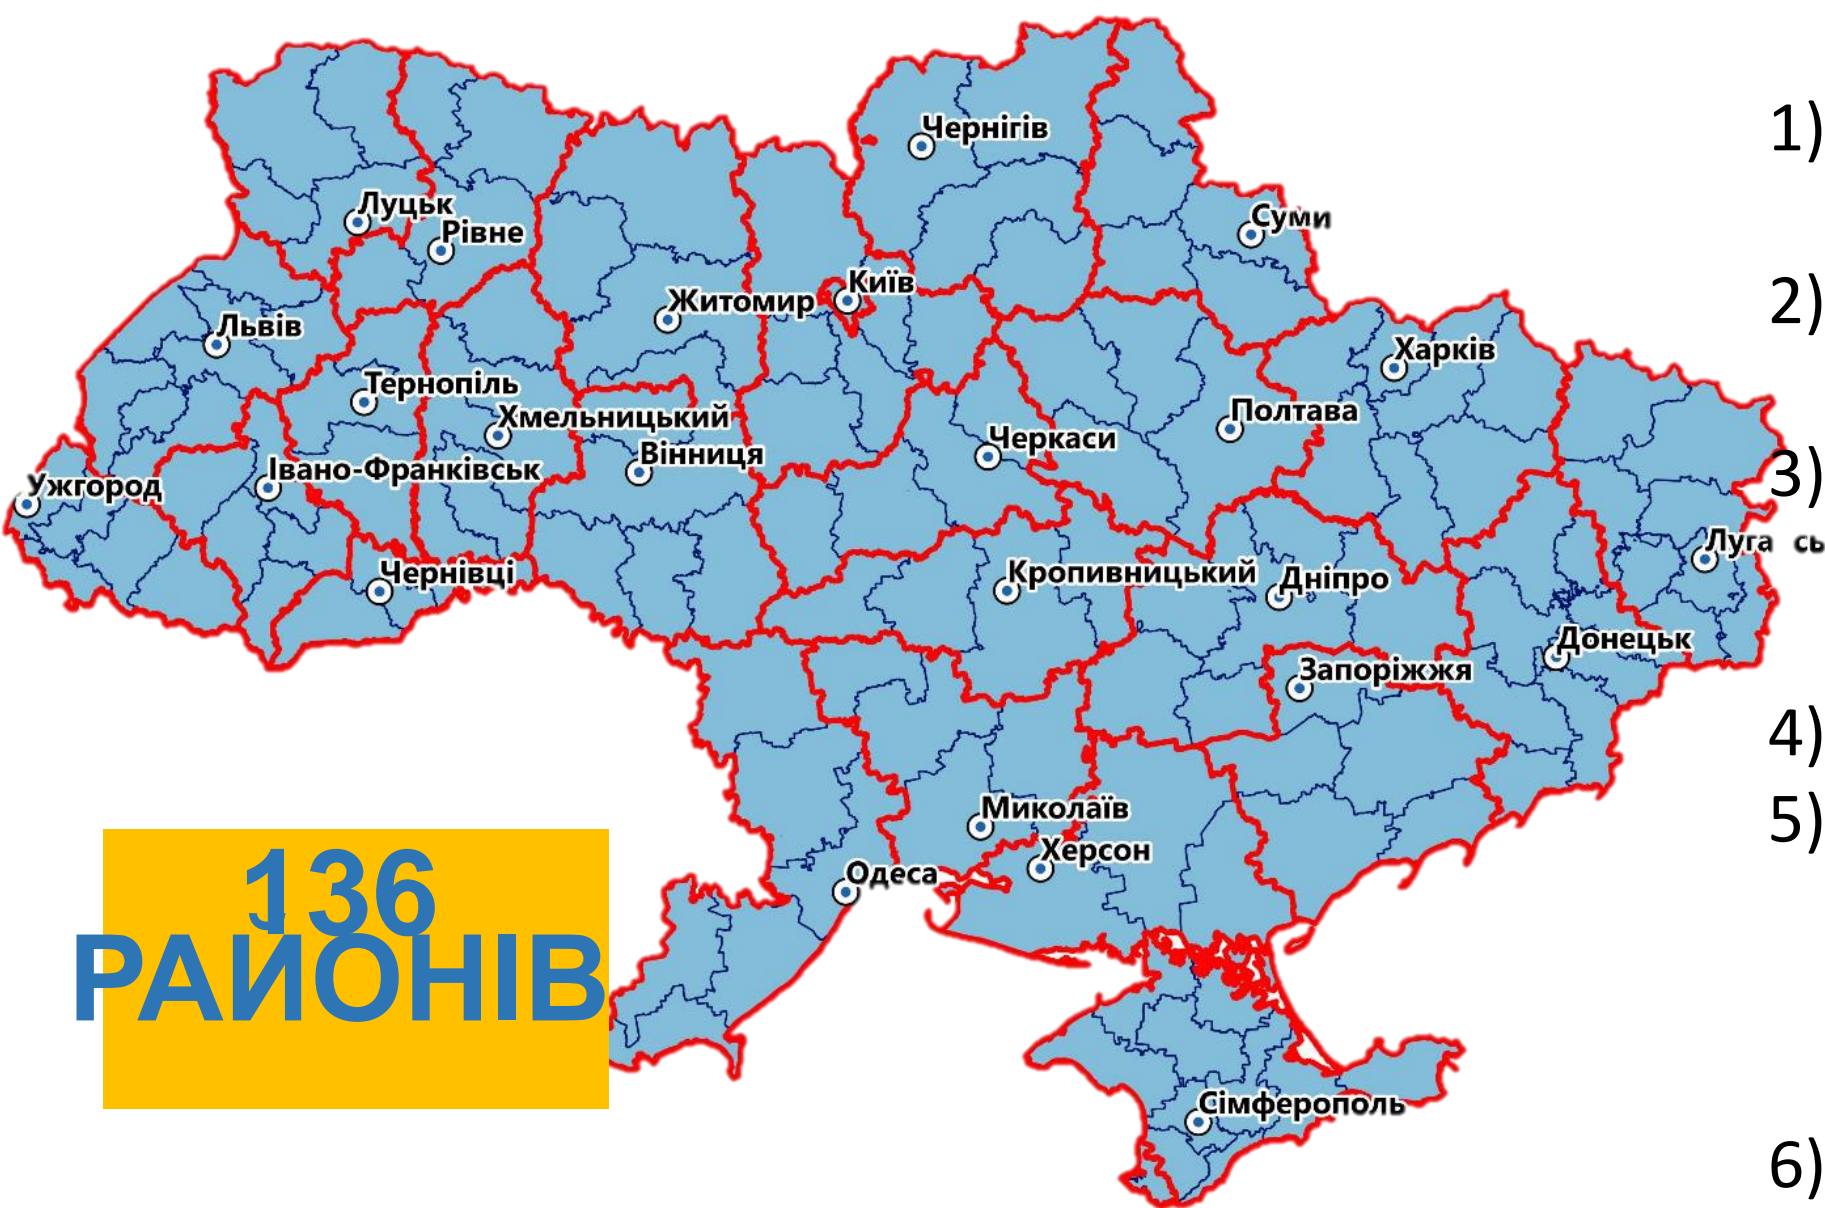 1)
Чернігів
Луцьк
Суми
Рівне
Київ
2)
Житомир
Львів
Харків
Тернопіль
Полтава
Хмельницький
Черкаси
Вінниця
Івано-Франківськ
3)
Ужгород
Чернівці
Кропивницький
Дніпро
Донецьк
Запоріжжя
4)
Миколаїв
5)
Херсон
Одеса
136
РАЙОНІВ
Сімферополь
6)